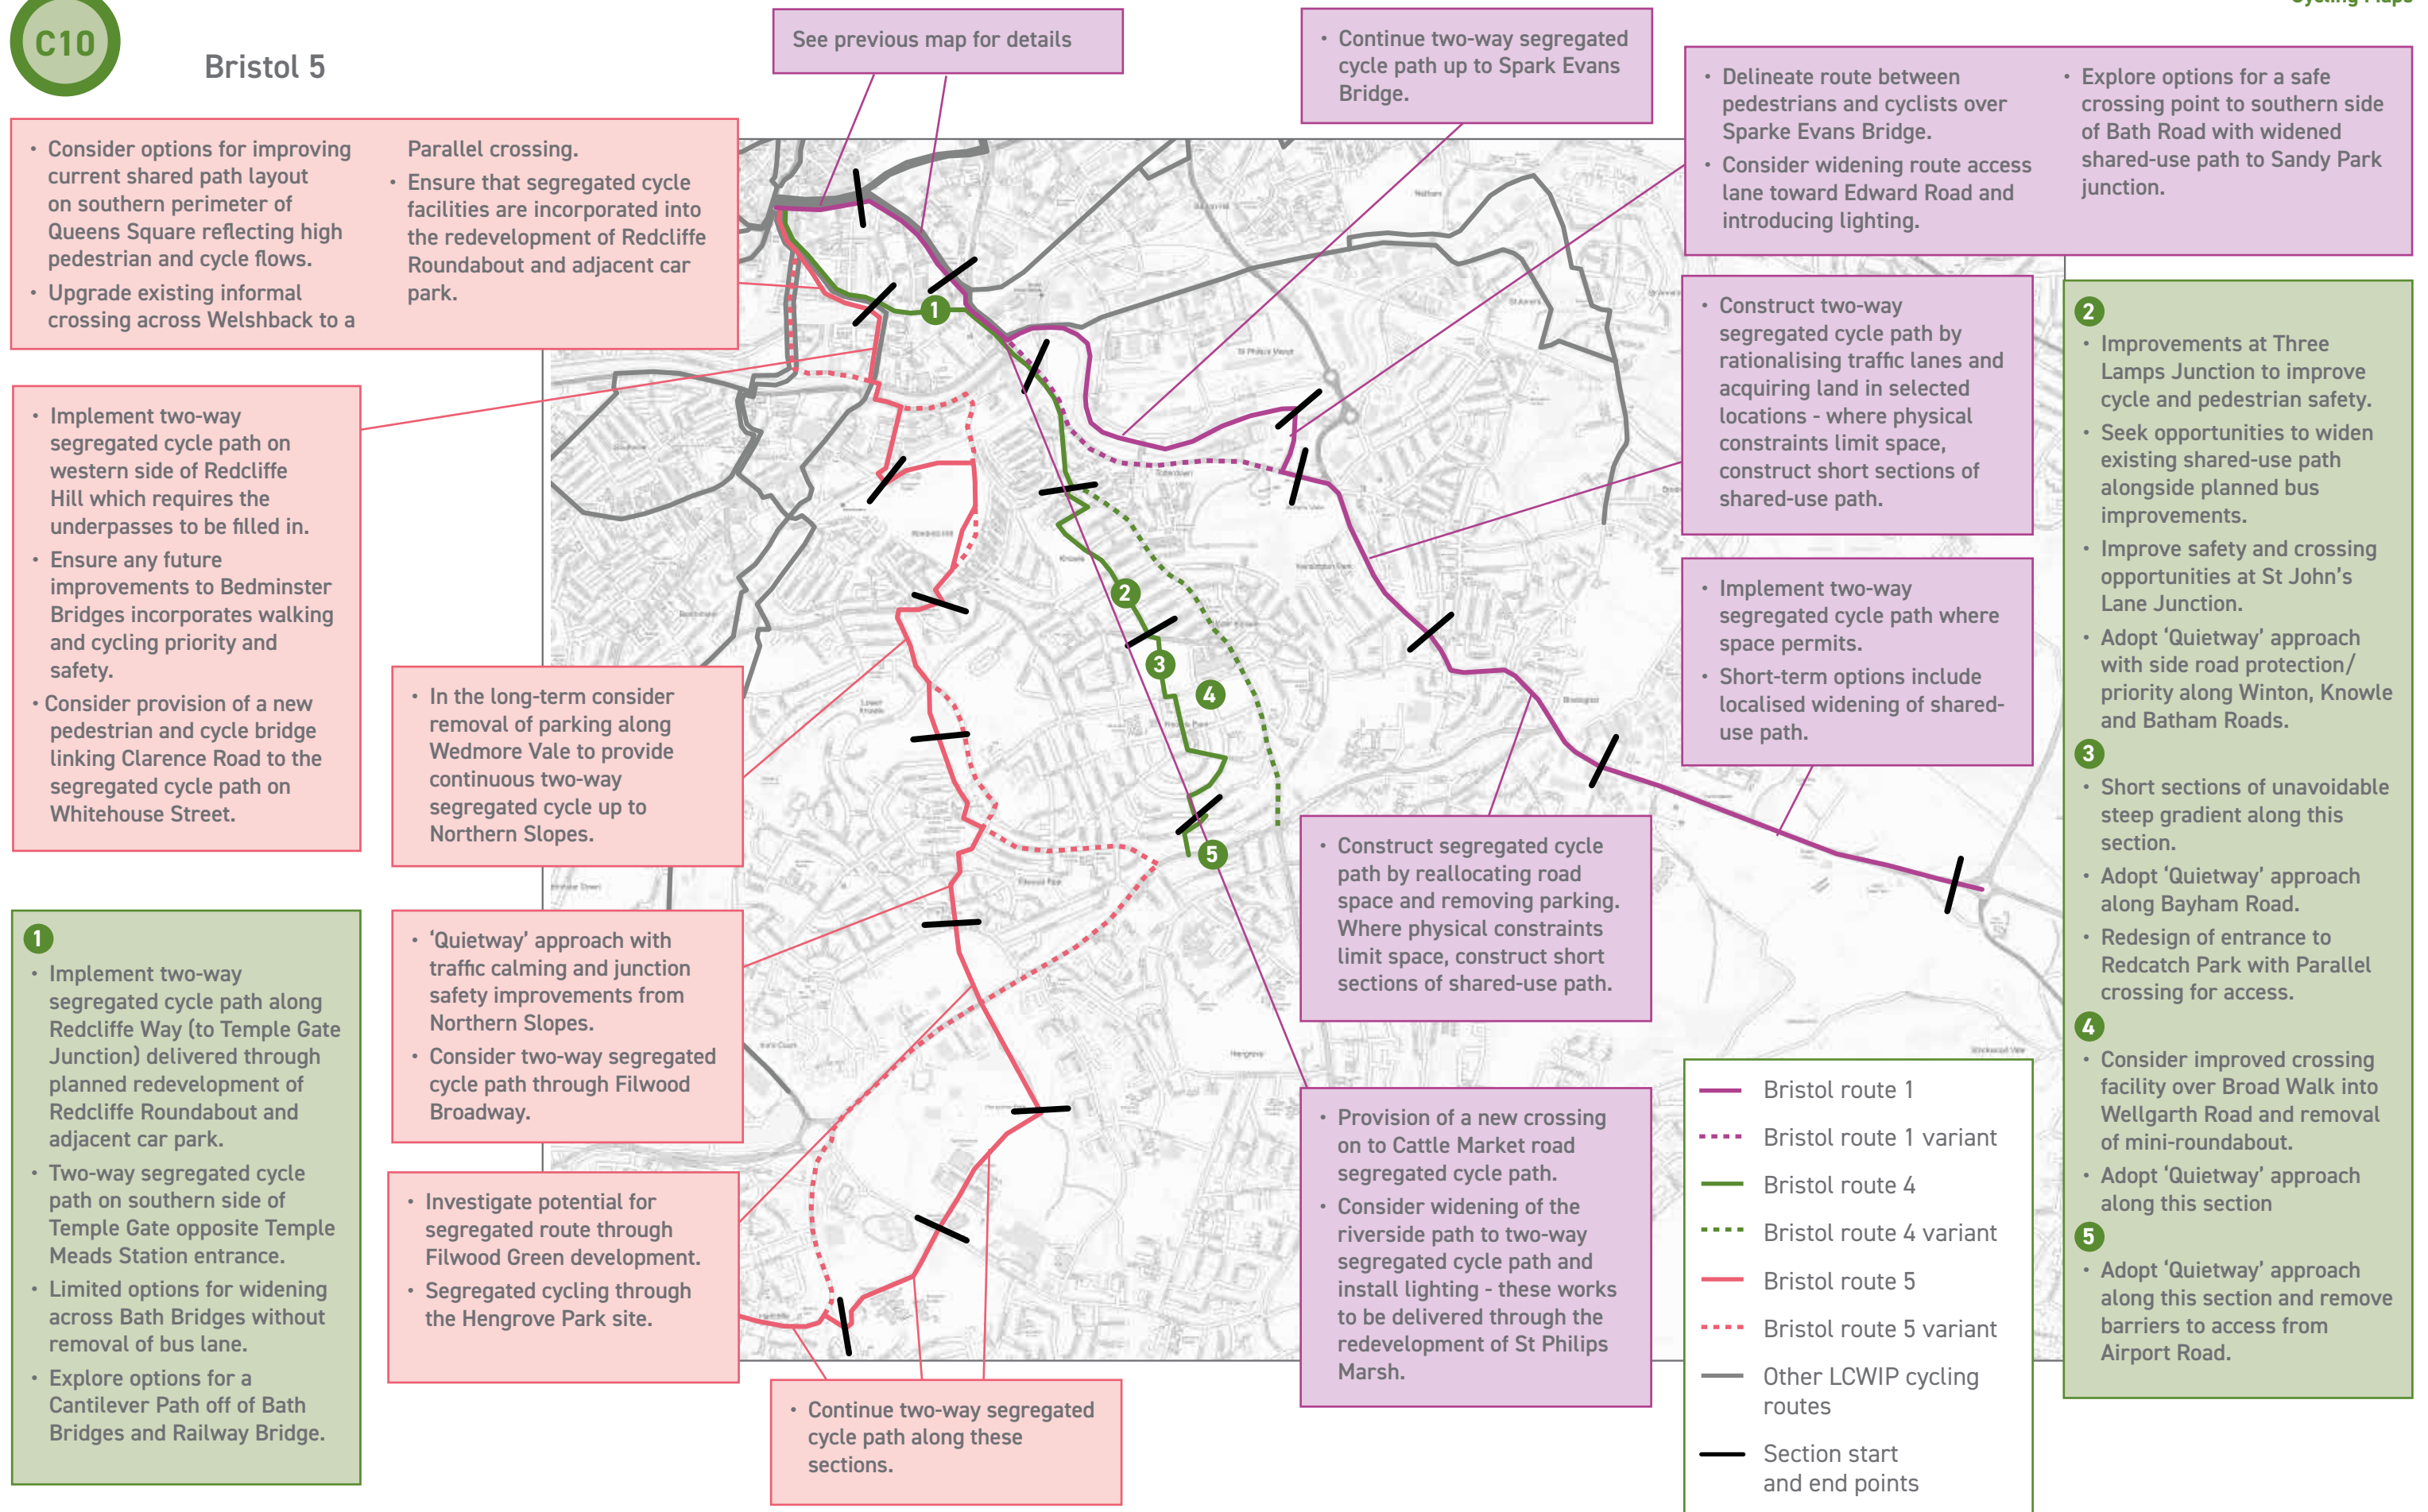 Cycling Maps
C10
Bristol 5
See previous map for details
• Continue two-way segregated
cycle path up to Spark Evans
Bridge.
• Delineate route between
pedestrians and cyclists over
Sparke Evans Bridge.
• Consider widening route access
lane toward Edward Road and
introducing lighting.
• Explore options for a safe
crossing point to southern side
of Bath Road with widened
shared-use path to Sandy Park
junction.
• Consider options for improving
current shared path layout
on southern perimeter of
Queens Square reflecting high
pedestrian and cycle flows.
• Upgrade existing informal
crossing across Welshback to a
Parallel crossing.
• Ensure that segregated cycle
facilities are incorporated into
the redevelopment of Redcliffe
Roundabout and adjacent car
park.
• Implement two-way
segregated cycle path on
western side of Redcliffe
Hill which requires the
underpasses to be filled in.
• Ensure any future
improvements to Bedminster
Bridges incorporates walking
and cycling priority and
safety.
• Consider provision of a new
pedestrian and cycle bridge
linking Clarence Road to the
segregated cycle path on
Whitehouse Street.
• In the long-term consider
removal of parking along
Wedmore Vale to provide
continuous two-way
segregated cycle up to
Northern Slopes.
• ‘Quietway’ approach with
traffic calming and junction
safety improvements from
Northern Slopes.
• Consider two-way segregated
cycle path through Filwood
Broadway.
• Investigate potential for
segregated route through
Filwood Green development.
• Segregated cycling through
the Hengrove Park site.
• Continue two-way segregated
cycle path along these
sections.
1
• Implement two-way
segregated cycle path along
Redcliffe Way (to Temple Gate
Junction) delivered through
planned redevelopment of
Redcliffe Roundabout and
adjacent car park.
• Two-way segregated cycle
path on southern side of
Temple Gate opposite Temple
Meads Station entrance.
• Limited options for widening
across Bath Bridges without
removal of bus lane.
• Explore options for a
Cantilever Path off of Bath
Bridges and Railway Bridge.
1
2
3
4
5
• Construct two-way
segregated cycle path by
rationalising traffic lanes and
acquiring land in selected
locations - where physical
constraints limit space,
construct short sections of
shared-use path.
• Implement two-way
segregated cycle path where
space permits.
• Short-term options include
localised widening of shared-
use path.
• Construct segregated cycle
path by reallocating road
space and removing parking.
Where physical constraints
limit space, construct short
sections of shared-use path.
• Provision of a new crossing
on to Cattle Market road
segregated cycle path.
• Consider widening of the
riverside path to two-way
segregated cycle path and
install lighting - these works
to be delivered through the
redevelopment of St Philips
Marsh.
2
• Improvements at Three
Lamps Junction to improve
cycle and pedestrian safety.
• Seek opportunities to widen
existing shared-use path
alongside planned bus
improvements.
• Improve safety and crossing
opportunities at St John’s
Lane Junction.
• Adopt ‘Quietway’ approach
with side road protection/
priority along Winton, Knowle
and Batham Roads.
3
• Short sections of unavoidable
steep gradient along this
section.
• Adopt ‘Quietway’ approach
along Bayham Road.
• Redesign of entrance to
Redcatch Park with Parallel
crossing for access.
4
• Consider improved crossing
facility over Broad Walk into
Wellgarth Road and removal
of mini-roundabout.
• Adopt ‘Quietway’ approach
along this section
5
• Adopt ‘Quietway’ approach
along this section and remove
barriers to access from
Airport Road.
Bristol route 1
Bristol route 1 variant
Bristol route 4
Bristol route 4 variant
Bristol route 5
Bristol route 5 variant
Other LCWIP cycling
routes
Section start
and end points